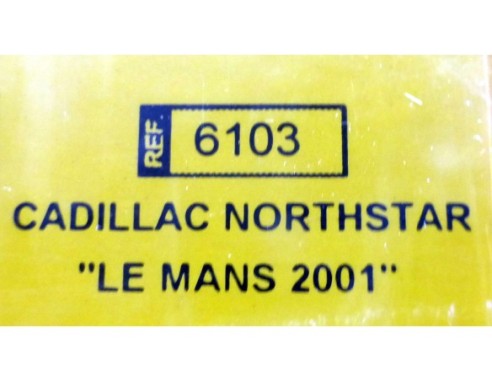 REF. 6103
CADILLAC NORTHSTAR
"LE MANS 2001"